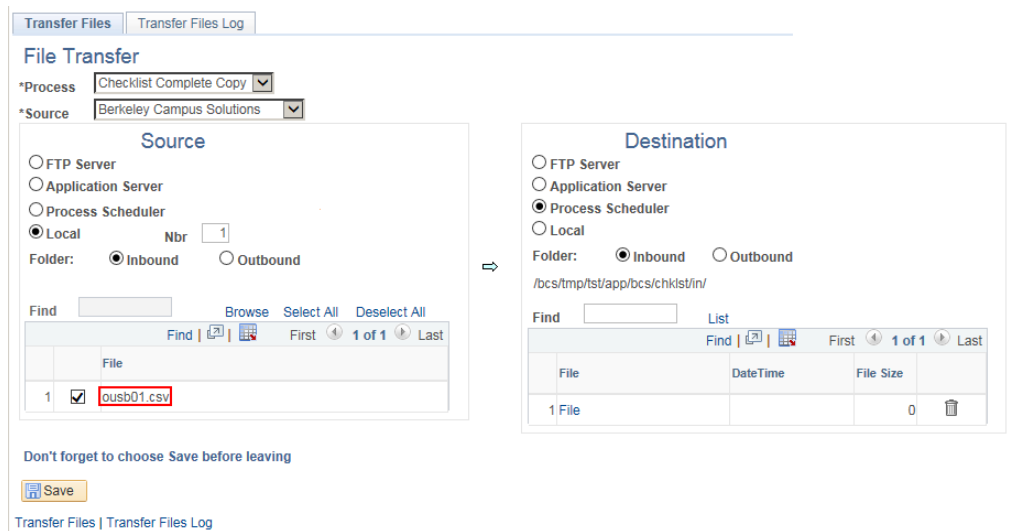 Transfer Files Transfer Files Log
File Transfer
*Process Checklist Complete Copy
*Source Berkeley Campus Solutions
Source
FTP Server
Application Server
Process Scheduler
Local Nbr 1
Folder: Inbound Outbound
Find Browse Select All Deselect All
Find | | First 1 of 1 Last
File
1 ousb01.csv
Destination
FTP Server
Application Server
Process Scheduler
Local
Folder: Inbound Outbound
/bcs/tmp/tst/app/bcs/chklst/in/
Find List
Find | | First 1 of 1 Last
File DateTime File Size
1 File 0
Don't forget to choose Save before leaving
Save
Transfer Files | Transfer Files Log